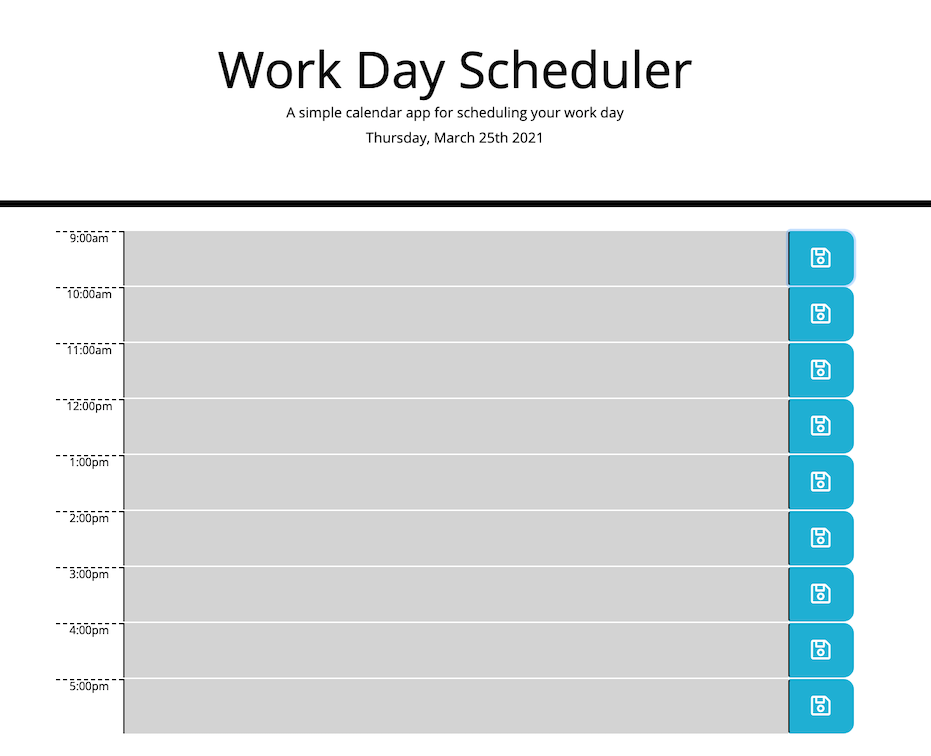 Work Day Scheduler
A simple calendar app for scheduling your work day
Thursday, March 25th 2021
9:00am
10:00am
11:00am
12:00pm
1:00pm
2:00pm
3:00pm
4:00pm
5:00pm